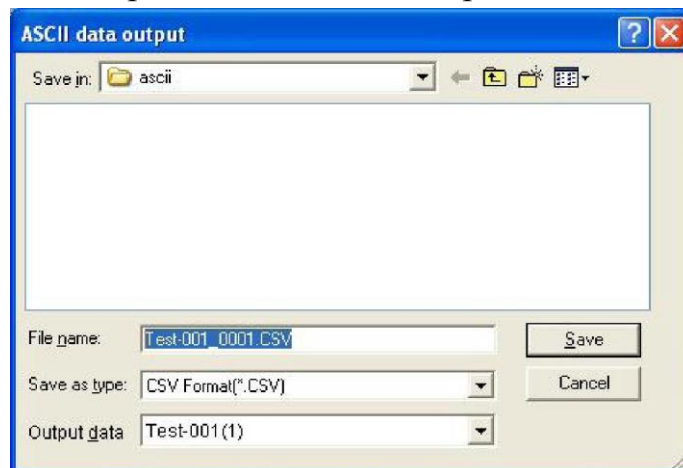 ASCII data output
Save in: ascii
File name: Test-001_0001.CSV Save
Save as type: CSV Format(*.CSV) Cancel
Output data Test-001(1)